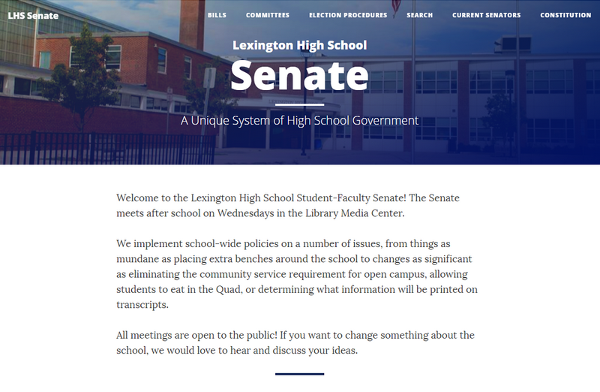 LHS Senate
BILLS COMMITTEES ELECTION PROCEDURES SEARCH CURRENT SENATORS CONSTITUTION
Lexington High School
Senate
A Unique System of High School Government
Welcome to the Lexington High School Student-Faculty Senate! The Senate
meets after school on Wednesdays in the Library Media Center.
We implement school-wide policies on a number of issues, from things as
mundane as placing extra benches around the school to changes as significant
as eliminating the community service requirement for open campus, allowing
students to eat in the Quad, or determining what information will be printed on
transcripts.
All meetings are open to the public! If you want to change something about the
school, we would love to hear and discuss your ideas.